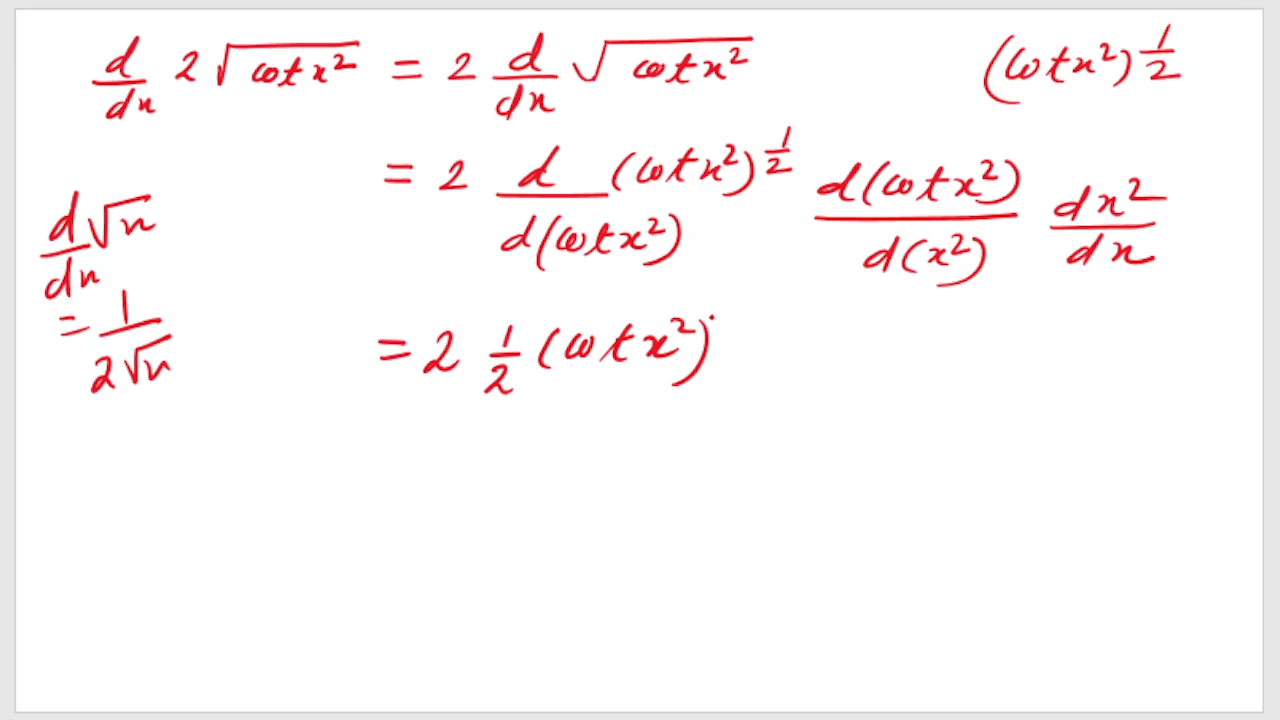 d/dx 2 √(cot x²) = 2 d/dx √(cot x²) (cot x²)^1/2
= 2 d/d(cot x²) (cot x²)^1/2 d(cot x²)/d(x²) dx²/dx
d/dx √x
= 1/(2√x)
= 2 1/2 (cot x²)